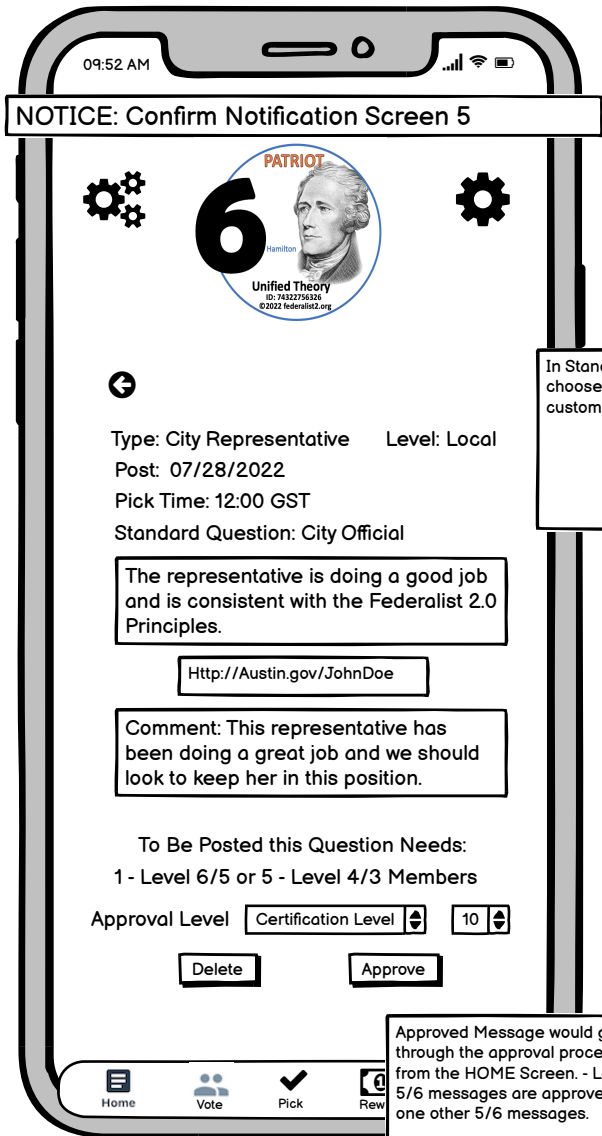 09:52 AM
NOTICE: Confirm Notification Screen 5
PATRIOT
6
Hamilton
Unified Theory
ID: 74322756326
©2022 federalist2.org
In Stand
choose
custom
Type: City Representative Level: Local
Post: 07/28/2022
Pick Time: 12:00 GST
Standard Question: City Official
The representative is doing a good job
and is consistent with the Federalist 2.0
Principles.
Http://Austin.gov/JohnDoe
Comment: This representative has
been doing a great job and we should
look to keep her in this position.
To Be Posted this Question Needs:
1 - Level 6/5 or 5 - Level 4/3 Members
Approval Level Certification Level 10
Delete Approve
Approved Message would g
through the approval proce
from the HOME Screen. - L
5/6 messages are approve
one other 5/6 messages.
Home Vote Pick Rew